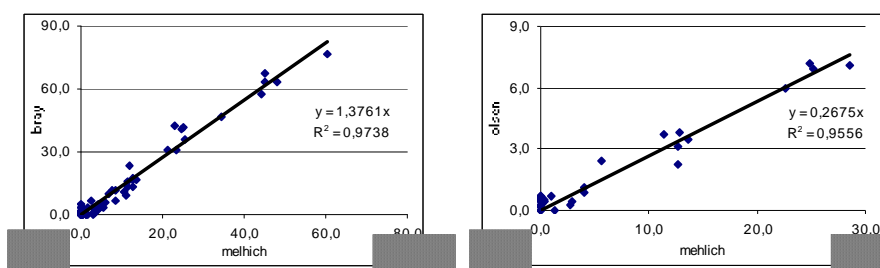 90,0
60,0
30,0
0,0
bray
y = 1,3761x
R² = 0,9738
0,0 20,0 40,0 60,0 80,0
melhich
9,0
6,0
3,0
0,0
olsen
y = 0,2675x
R² = 0,9556
0,0 10,0 20,0 30,0
mehlich